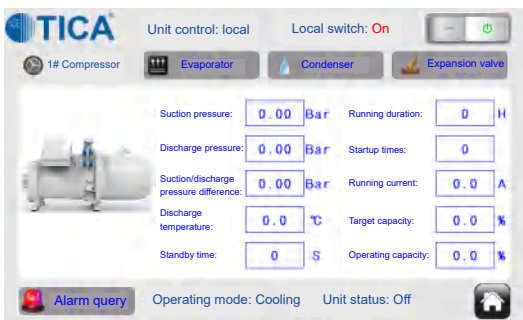 TICA Unit control: local Local switch: On
1# Compressor Evaporator Condenser Expansion valve
Suction pressure: 0.00 Bar Running duration: 0 H
Discharge pressure: 0.00 Bar Startup times: 0
Suction/discharge
pressure difference: 0.00 Bar Running current: 0.0 A
Discharge
temperature: 0.0 ℃ Target capacity: 0.0 %
Standby time: 0 S Operating capacity: 0.0 %
Alarm query Operating mode: Cooling Unit status: Off